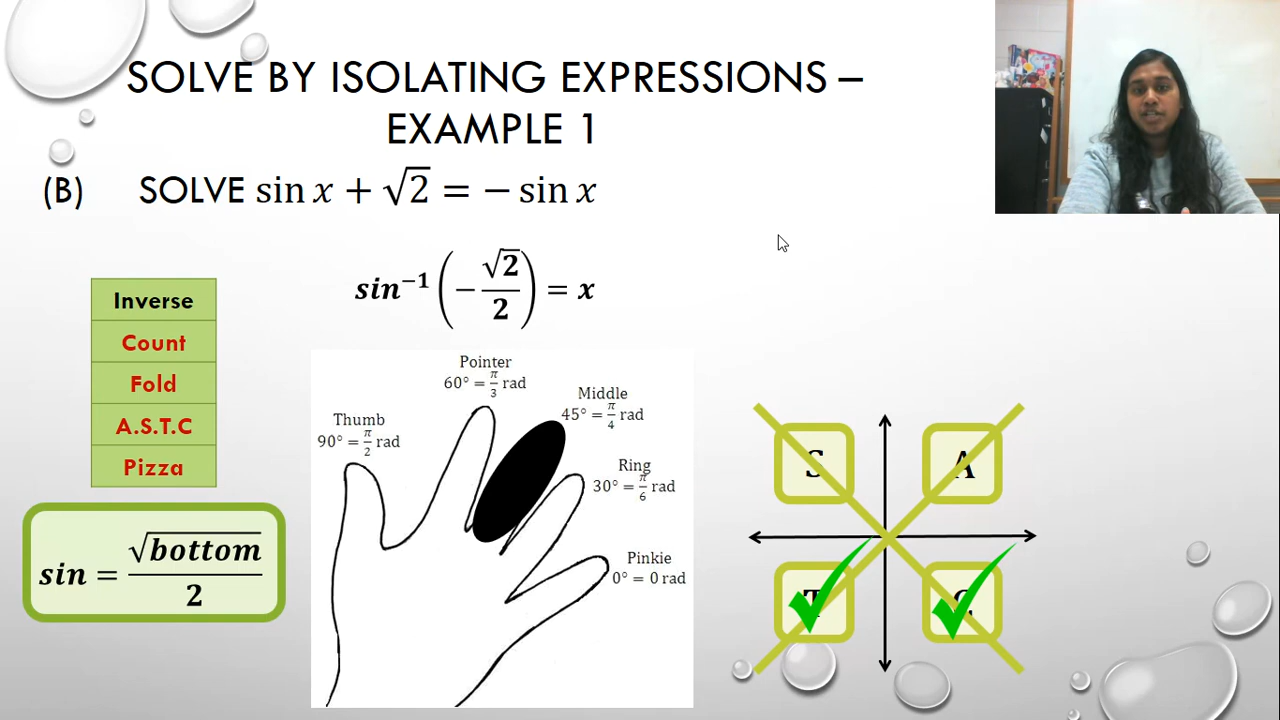 SOLVE BY ISOLATING EXPRESSIONS –
EXAMPLE 1
(B) SOLVE sin x + √2 = − sin x
sin⁻¹(−√2/2) = x
Inverse
Count
Fold
A.S.T.C
Pizza
sin = √bottom/2
Thumb
90° = π/2 rad
Pointer
60° = π/3 rad
Middle
45° = π/4 rad
Ring
30° = π/6 rad
Pinkie
0° = 0 rad
S A
T C